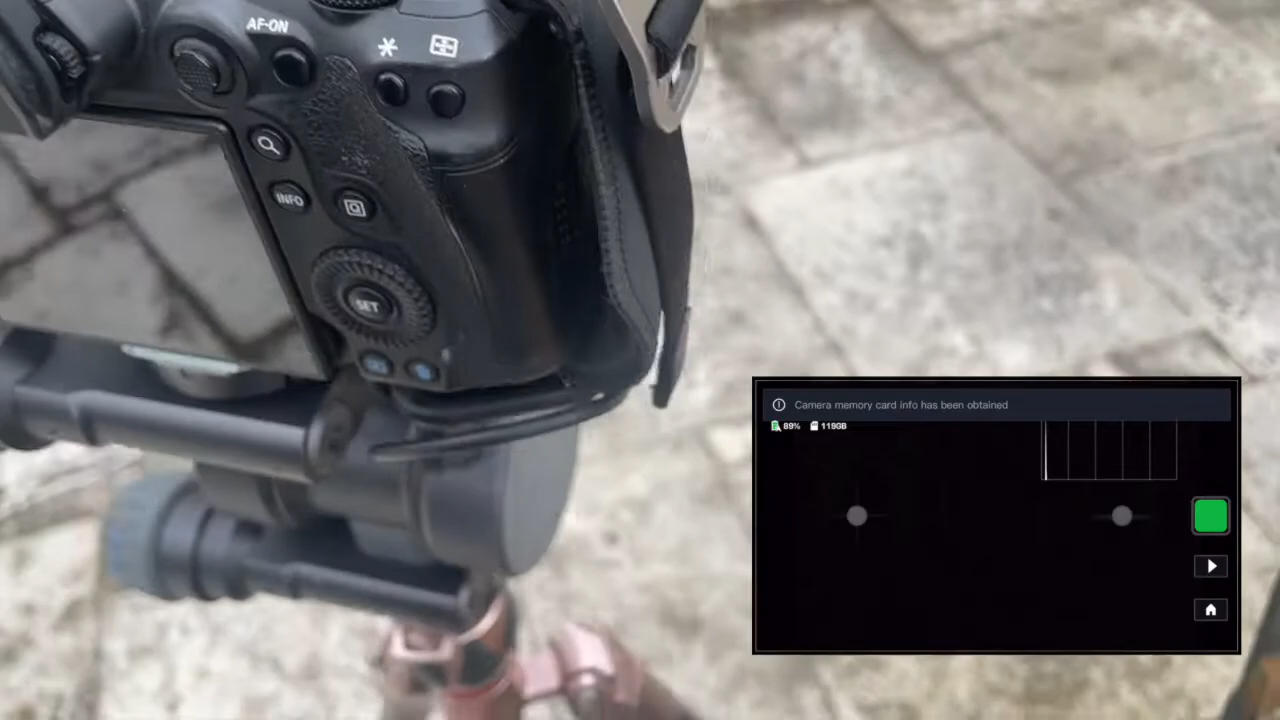 AF-ON
INFO
SET
Camera memory card info has been obtained
89% 119GB